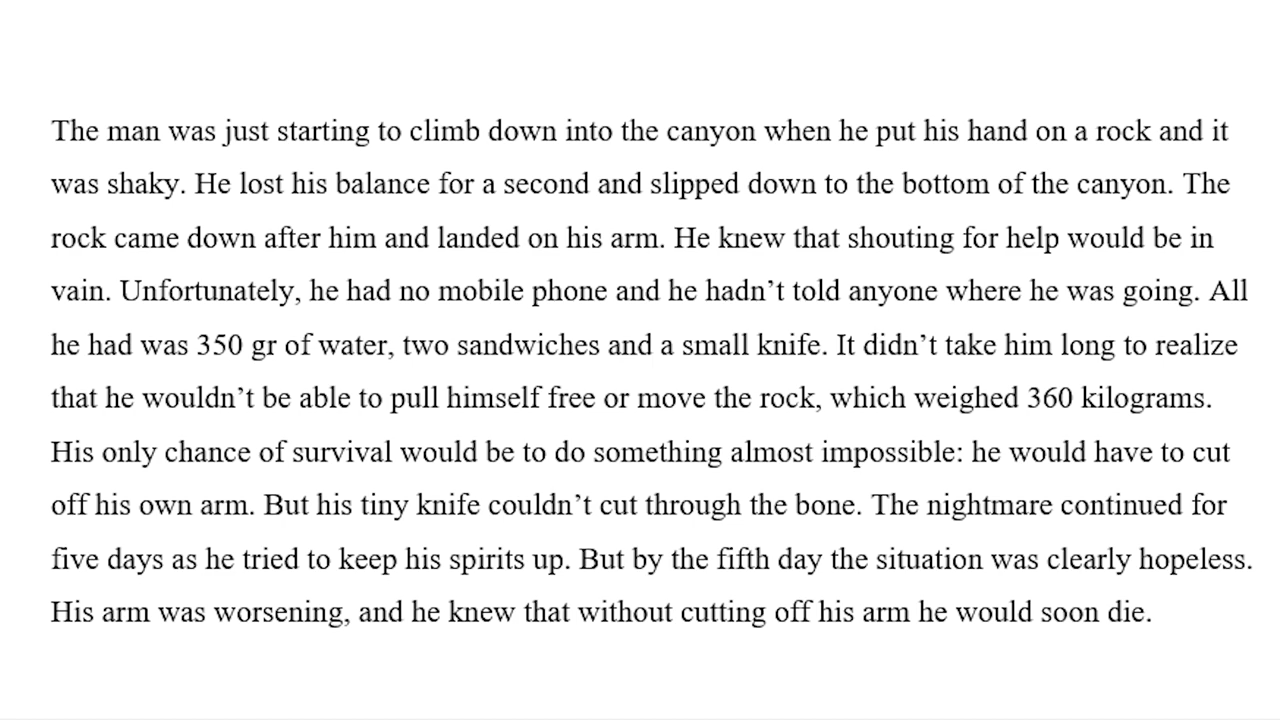 The man was just starting to climb down into the canyon when he put his hand on a rock and it
was shaky. He lost his balance for a second and slipped down to the bottom of the canyon. The
rock came down after him and landed on his arm. He knew that shouting for help would be in
vain. Unfortunately, he had no mobile phone and he hadn’t told anyone where he was going. All
he had was 350 gr of water, two sandwiches and a small knife. It didn’t take him long to realize
that he wouldn’t be able to pull himself free or move the rock, which weighed 360 kilograms.
His only chance of survival would be to do something almost impossible: he would have to cut
off his own arm. But his tiny knife couldn’t cut through the bone. The nightmare continued for
five days as he tried to keep his spirits up. But by the fifth day the situation was clearly hopeless.
His arm was worsening, and he knew that without cutting off his arm he would soon die.